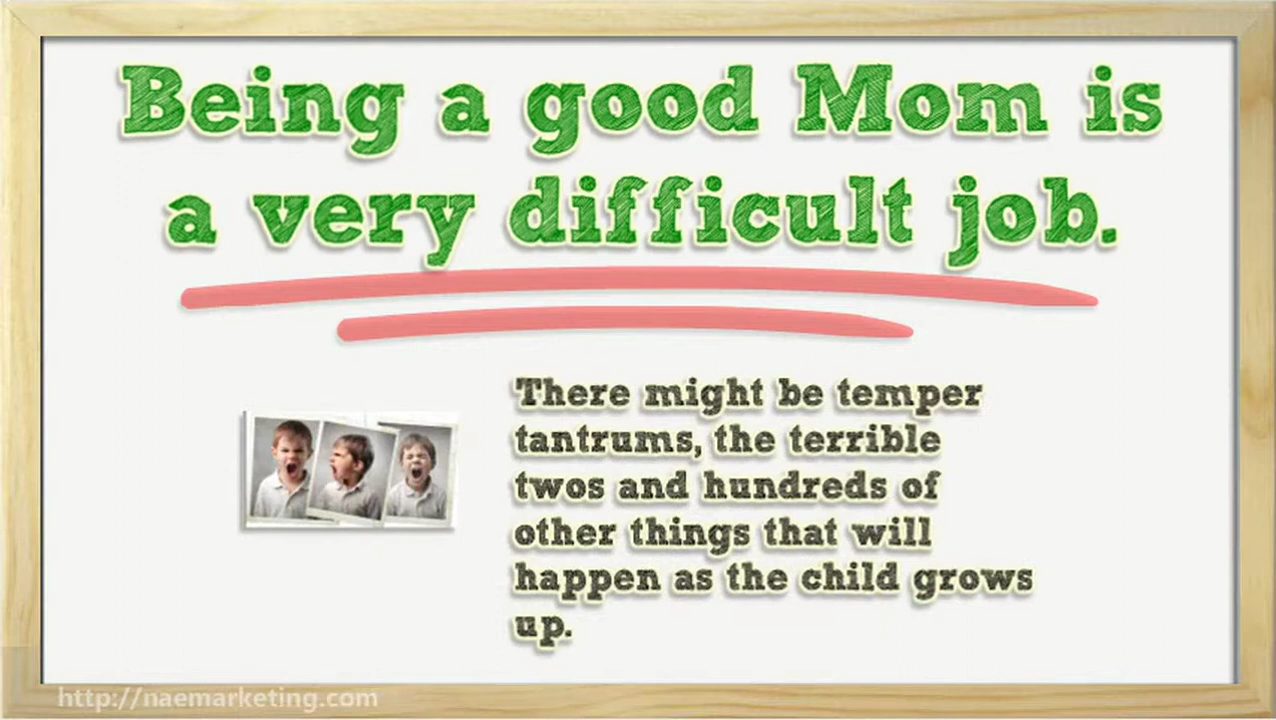 Being a good Mom is
a very difficult job.
There might be temper
tantrums, the terrible
twos and hundreds of
other things that will
happen as the child grows
up.
http://naemarketing.com